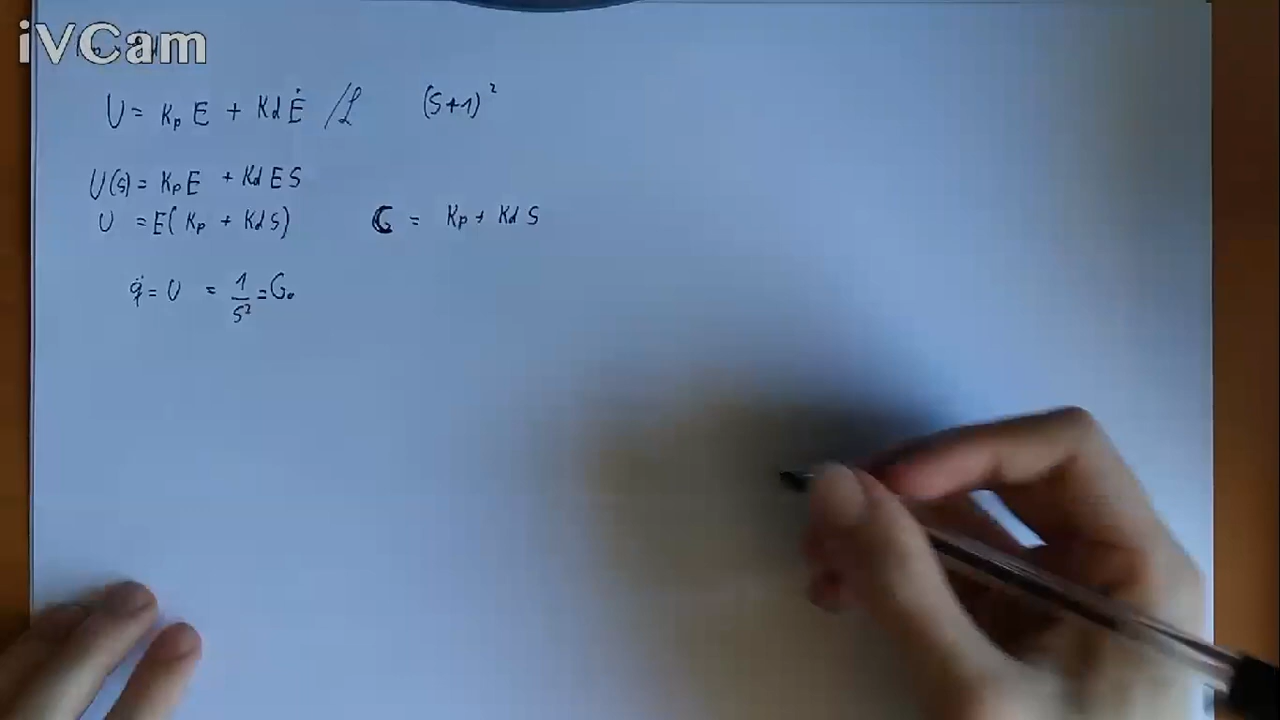 iVCam
U = Kp E + Kd Ė /ℒ (s+1)²
U(s) = Kp E + Kd E S
U = E( Kp + Kd S) G = Kp + Kd S
q̈ = U = 1/s² = G₀